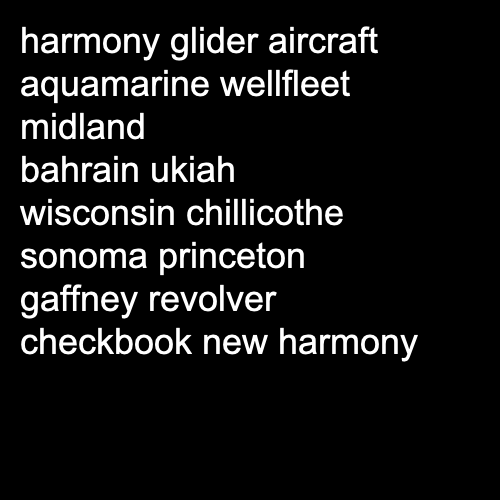 harmony glider aircraft
aquamarine wellfleet
midland
bahrain ukiah
wisconsin chillicothe
sonoma princeton
gaffney revolver
checkbook new harmony